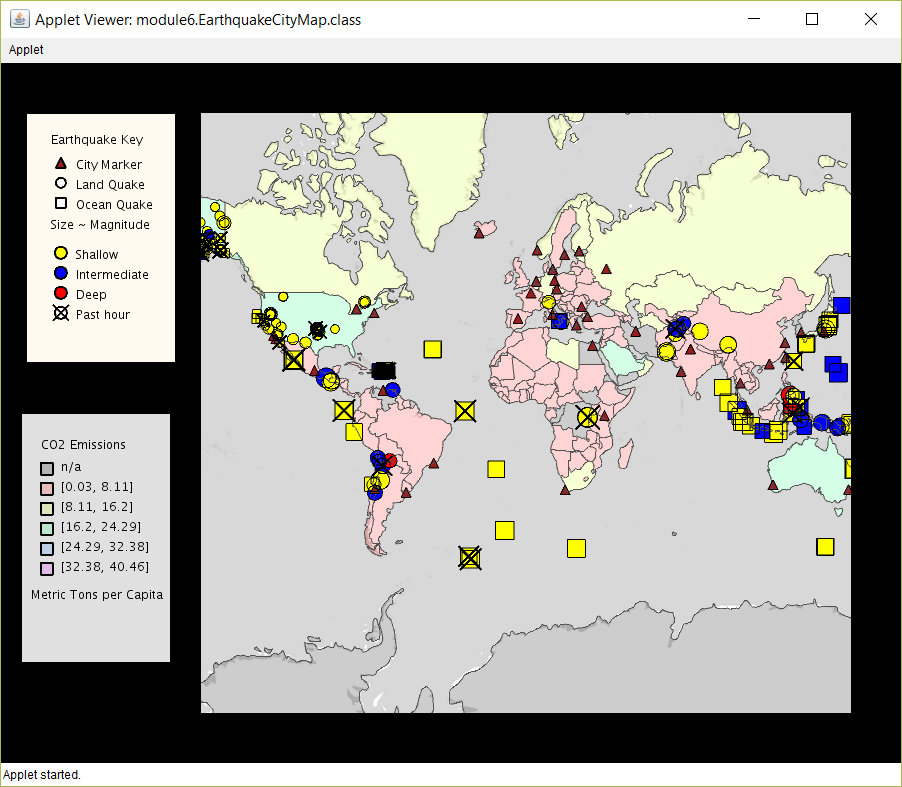 Applet Viewer: module6.EarthquakeCityMap.class
Applet
Earthquake Key
City Marker
Land Quake
Ocean Quake
Size ~ Magnitude
Shallow
Intermediate
Deep
Past hour
CO2 Emissions
n/a
[0.03, 8.11]
[8.11, 16.2]
[16.2, 24.29]
[24.29, 32.38]
[32.38, 40.46]
Metric Tons per Capita
Applet started.